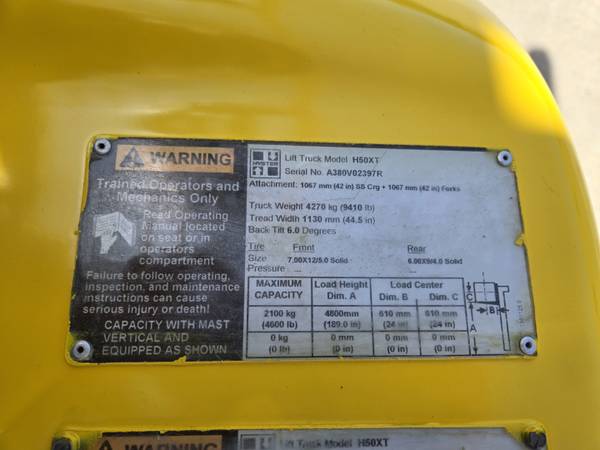 WARNING
Trained Operators and
Mechanics Only
Read Operating
Manual located
on seat or in
operators
compartment
Failure to follow operating,
inspection, and maintenance
instructions can cause
serious injury or death!
CAPACITY WITH MAST
VERTICAL AND
EQUIPPED AS SHOWN
HYSTER
Lift Truck Model H50XT
Serial No. A380V02397R
Attachment: 1067 mm (42 in) SS Crg + 1067 mm (42 in) Forks
Truck Weight 4270 kg (9410 lb)
Tread Width 1130 mm (44.5 in)
Back Tilt 6.0 Degrees
Tire Front Rear
Size 7.00X12/5.0 Solid 6.00X9/4.0 Solid
Pressure ... ...
MAXIMUM CAPACITY Load Height Dim. A Load Center Dim. B Dim. C
2100 kg 4800mm 610 mm 610 mm
(4600 lb) (189.0 in) (24 in) (24 in)
0 kg 0 mm 0 mm 0 mm
(0 lb) (0 in) (0 in) (0 in)
C
B
A
WARNING
Lift Truck Model H50XT